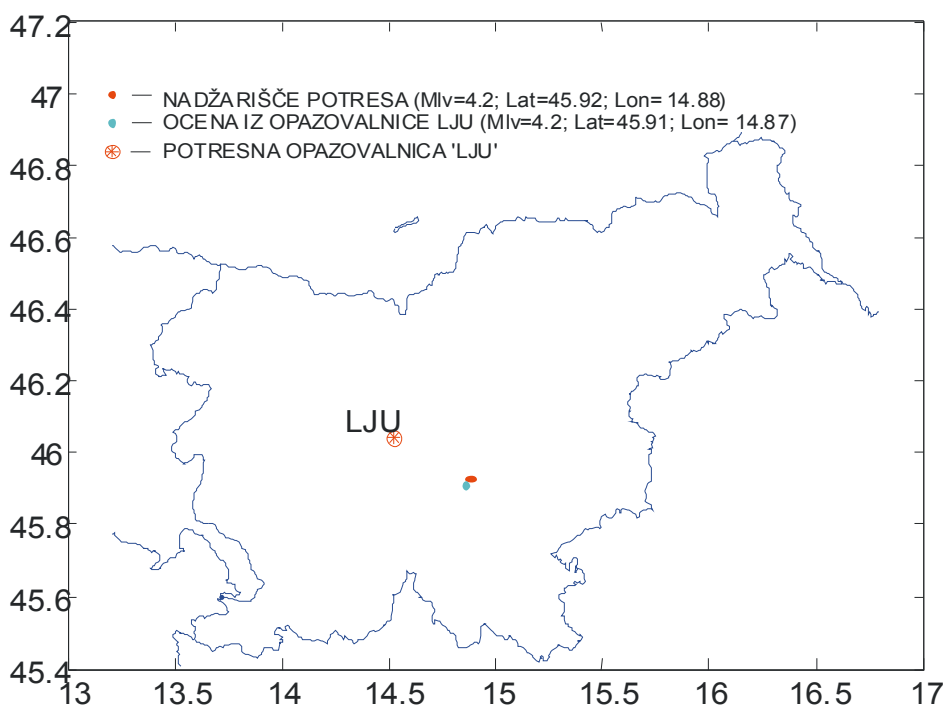 47.2
47
46.8
46.6
46.4
46.2
46
45.8
45.6
45.4
— NADŽARIŠČE POTRESA (Mlv=4.2; Lat=45.92; Lon= 14.88)
— OCENA IZ OPAZOVALNICE LJU (Mlv=4.2; Lat=45.91; Lon= 14.87)
— POTRESNA OPAZOVALNICA 'LJU'
LJU
13 13.5 14 14.5 15 15.5 16 16.5 17